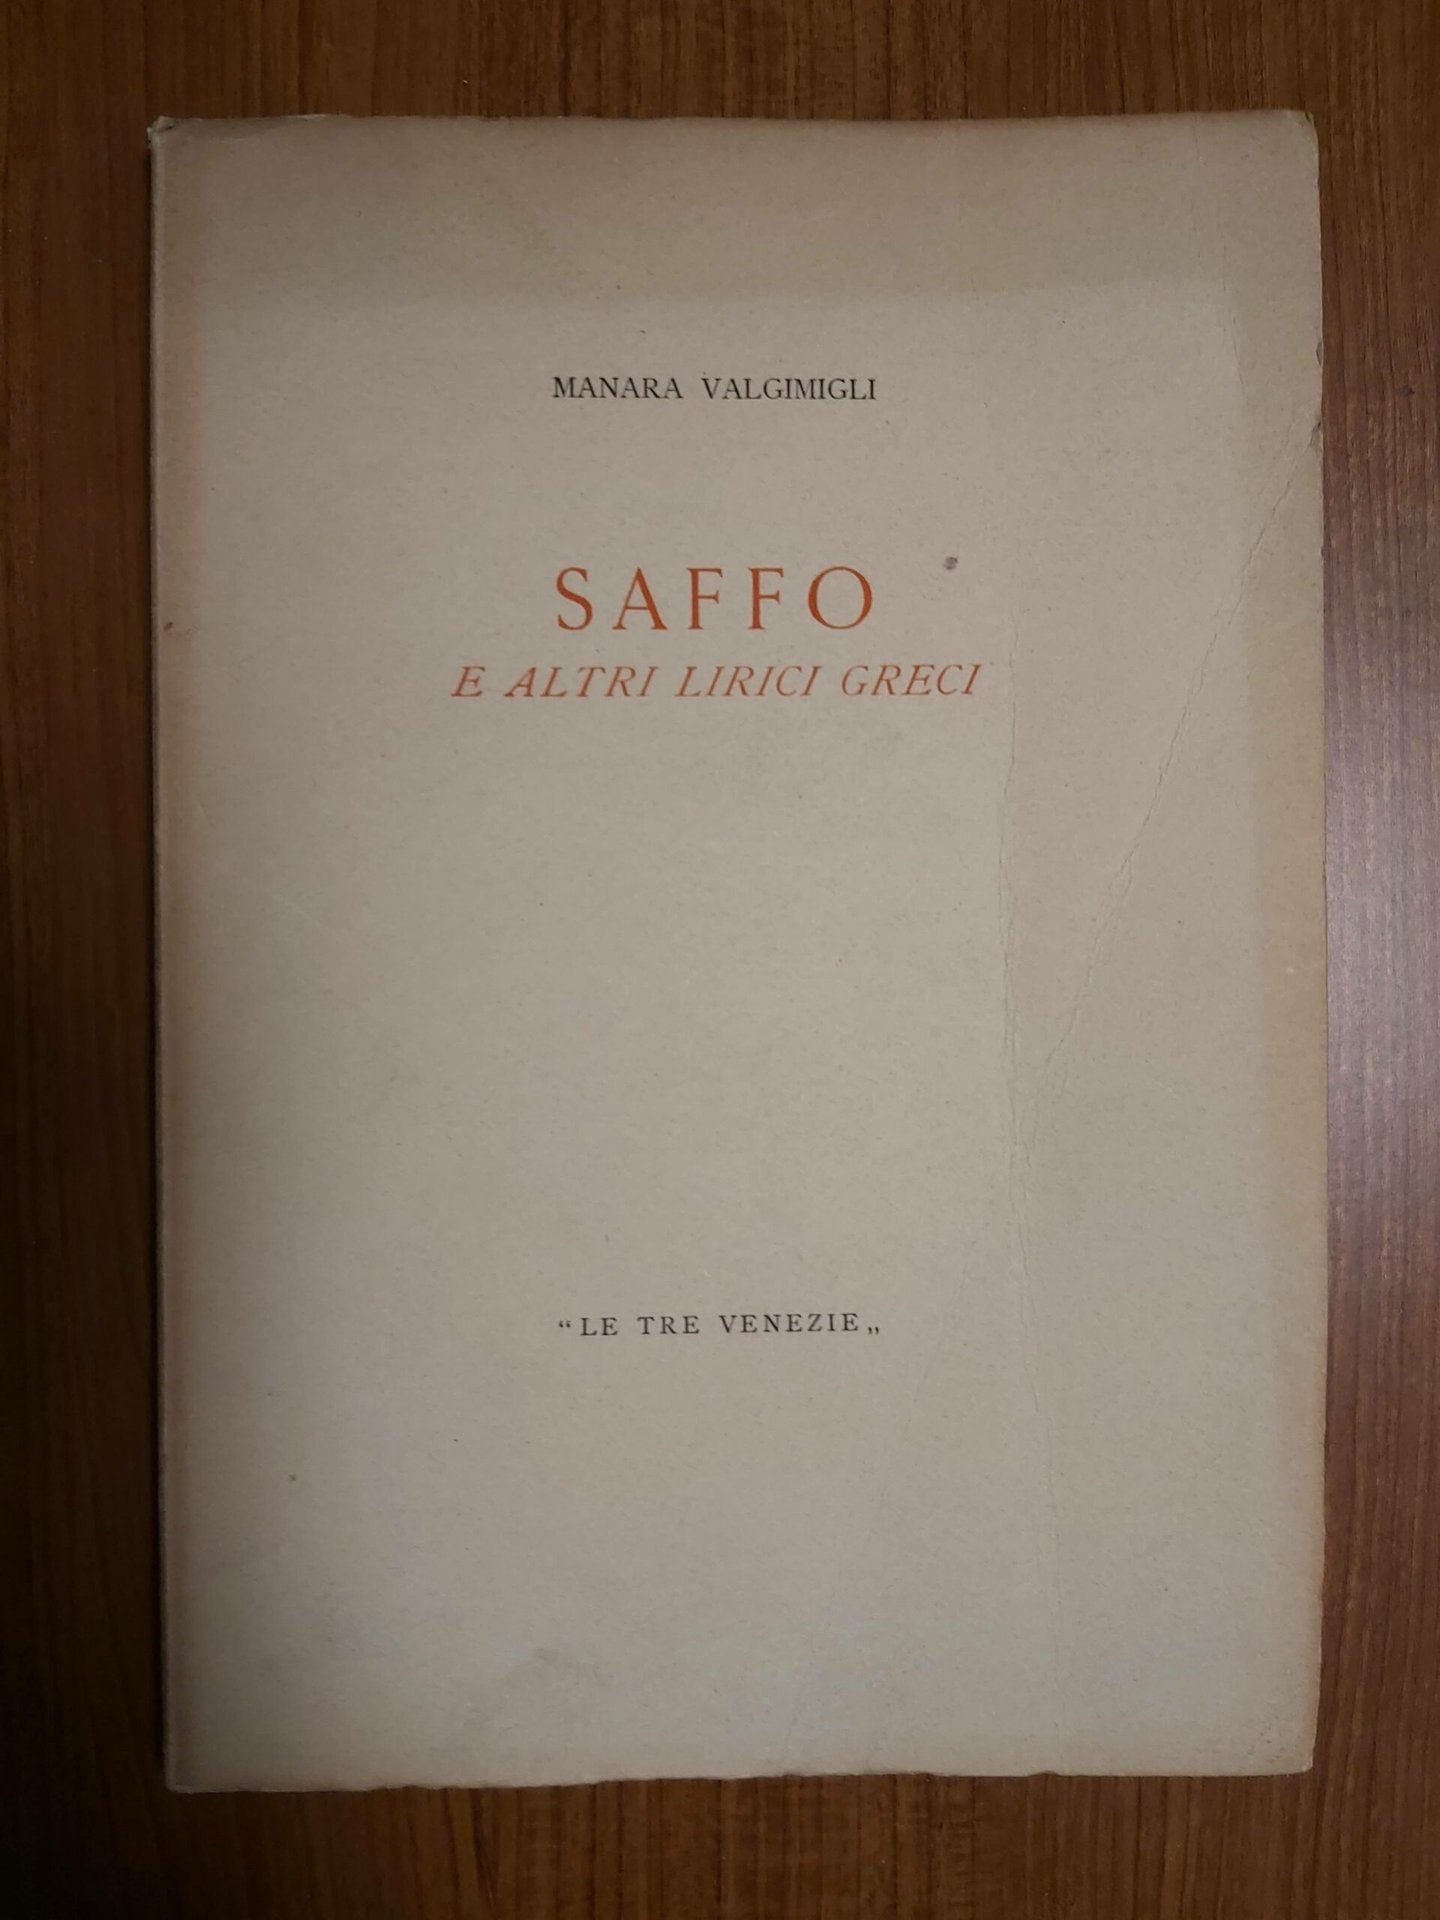 MANARA VALGIMIGLI
SAFFO
E ALTRI LIRICI GRECI
“LE TRE VENEZIE„